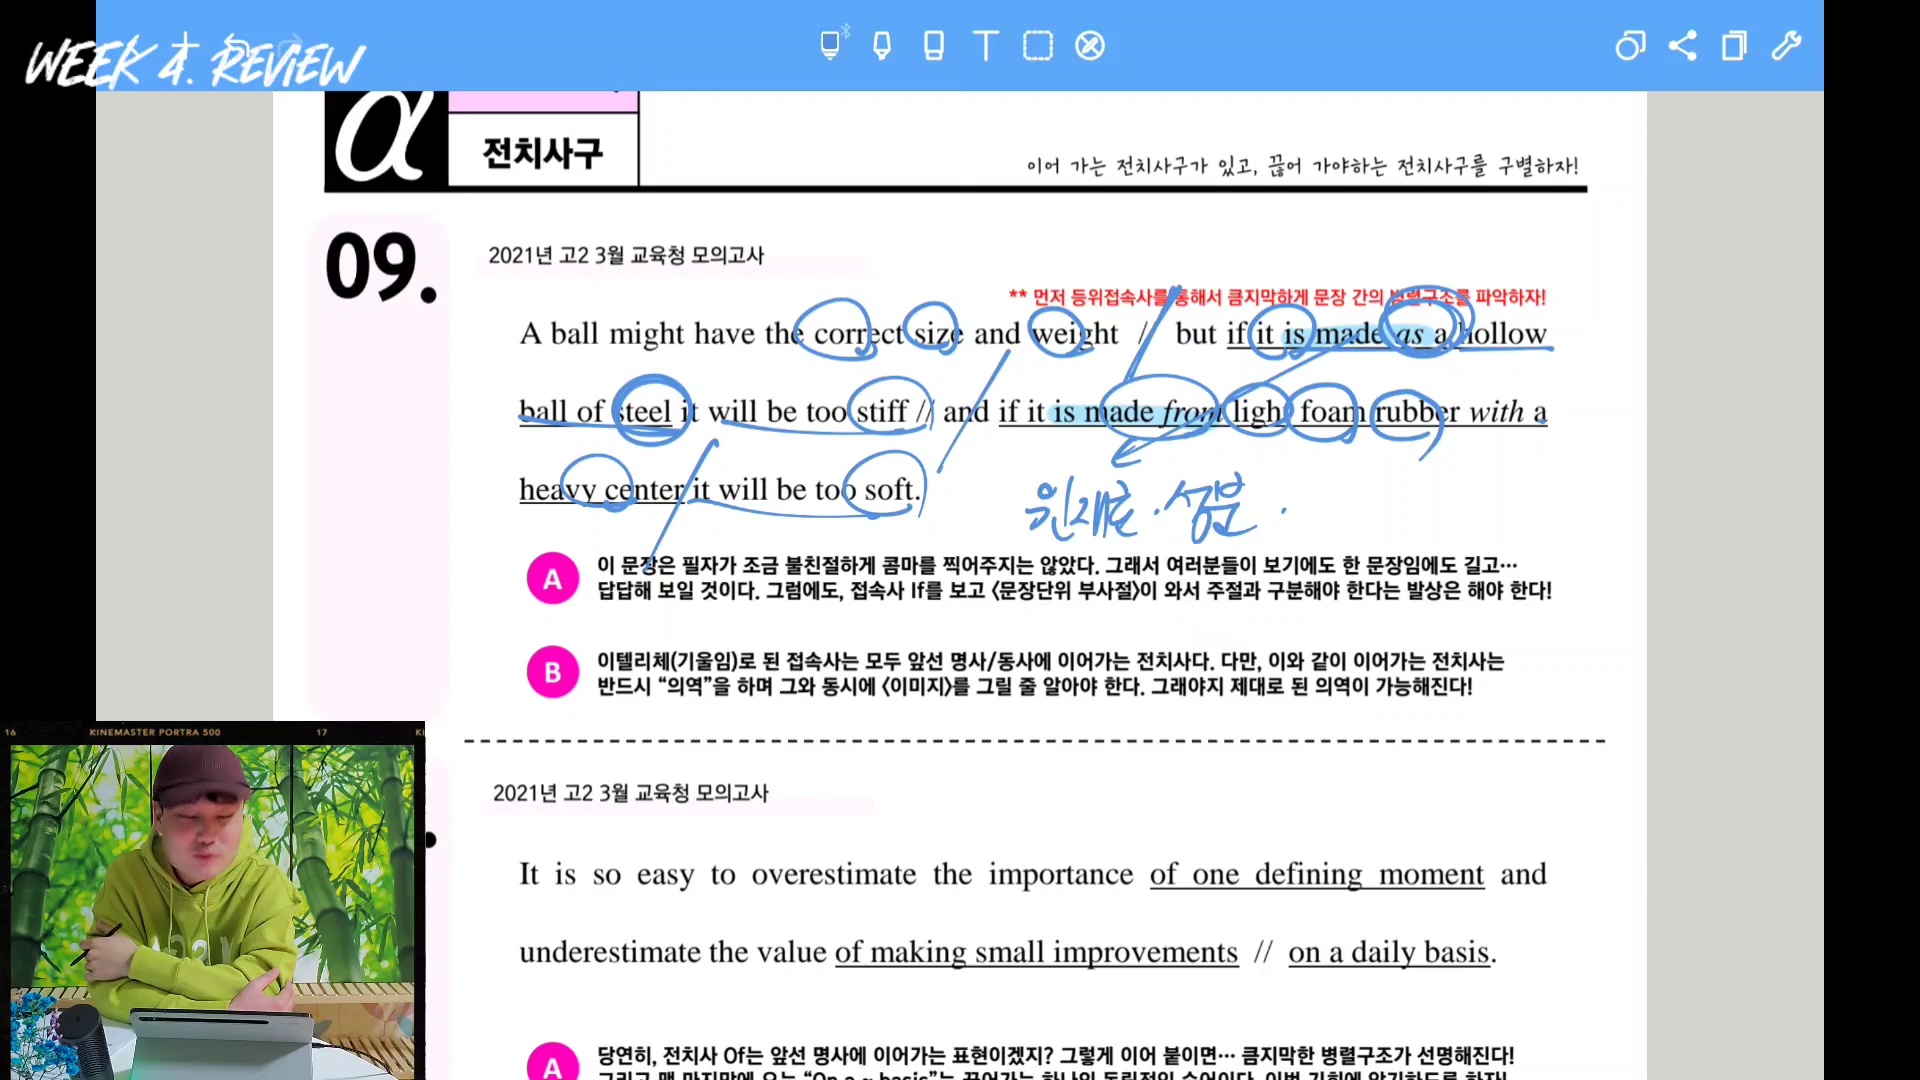 WEEK 4. REVIEW
α
전치사구
이어 가는 전치사구가 있고, 끊어 가야하는 전치사구를 구별하자!
09.
2021년 고2 3월 교육청 모의고사
** 먼저 등위접속사를 통해서 큼지막하게 문장 간의 병렬구조를 파악하자!
A ball might have the correct size and weight // but if it is made as a hollow
ball of steel it will be too stiff // and if it is made from light foam rubber with a
heavy center it will be too soft.
원재료 · 성분 ·
A 이 문장은 필자가 조금 불친절하게 콤마를 찍어주지는 않았다. 그래서 여러분들이 보기에도 한 문장임에도 길고…
답답해 보일 것이다. 그럼에도, 접속사 If를 보고 <문장단위 부사절>이 와서 주절과 구분해야 한다는 발상은 해야 한다!
B 이텔리체(기울임)로 된 접속사는 모두 앞선 명사/동사에 이어가는 전치사다. 다만, 이와 같이 이어가는 전치사는
반드시 “의역”을 하며 그와 동시에 <이미지>를 그릴 줄 알아야 한다. 그래야지 제대로 된 의역이 가능해진다!
16 KINEMASTER PORTRA 500 17 KI
2021년 고2 3월 교육청 모의고사
It is so easy to overestimate the importance of one defining moment and
underestimate the value of making small improvements // on a daily basis.
A 당연히, 전치사 Of는 앞선 명사에 이어가는 표현이겠지? 그렇게 이어 붙이면… 큼지막한 병렬구조가 선명해진다!